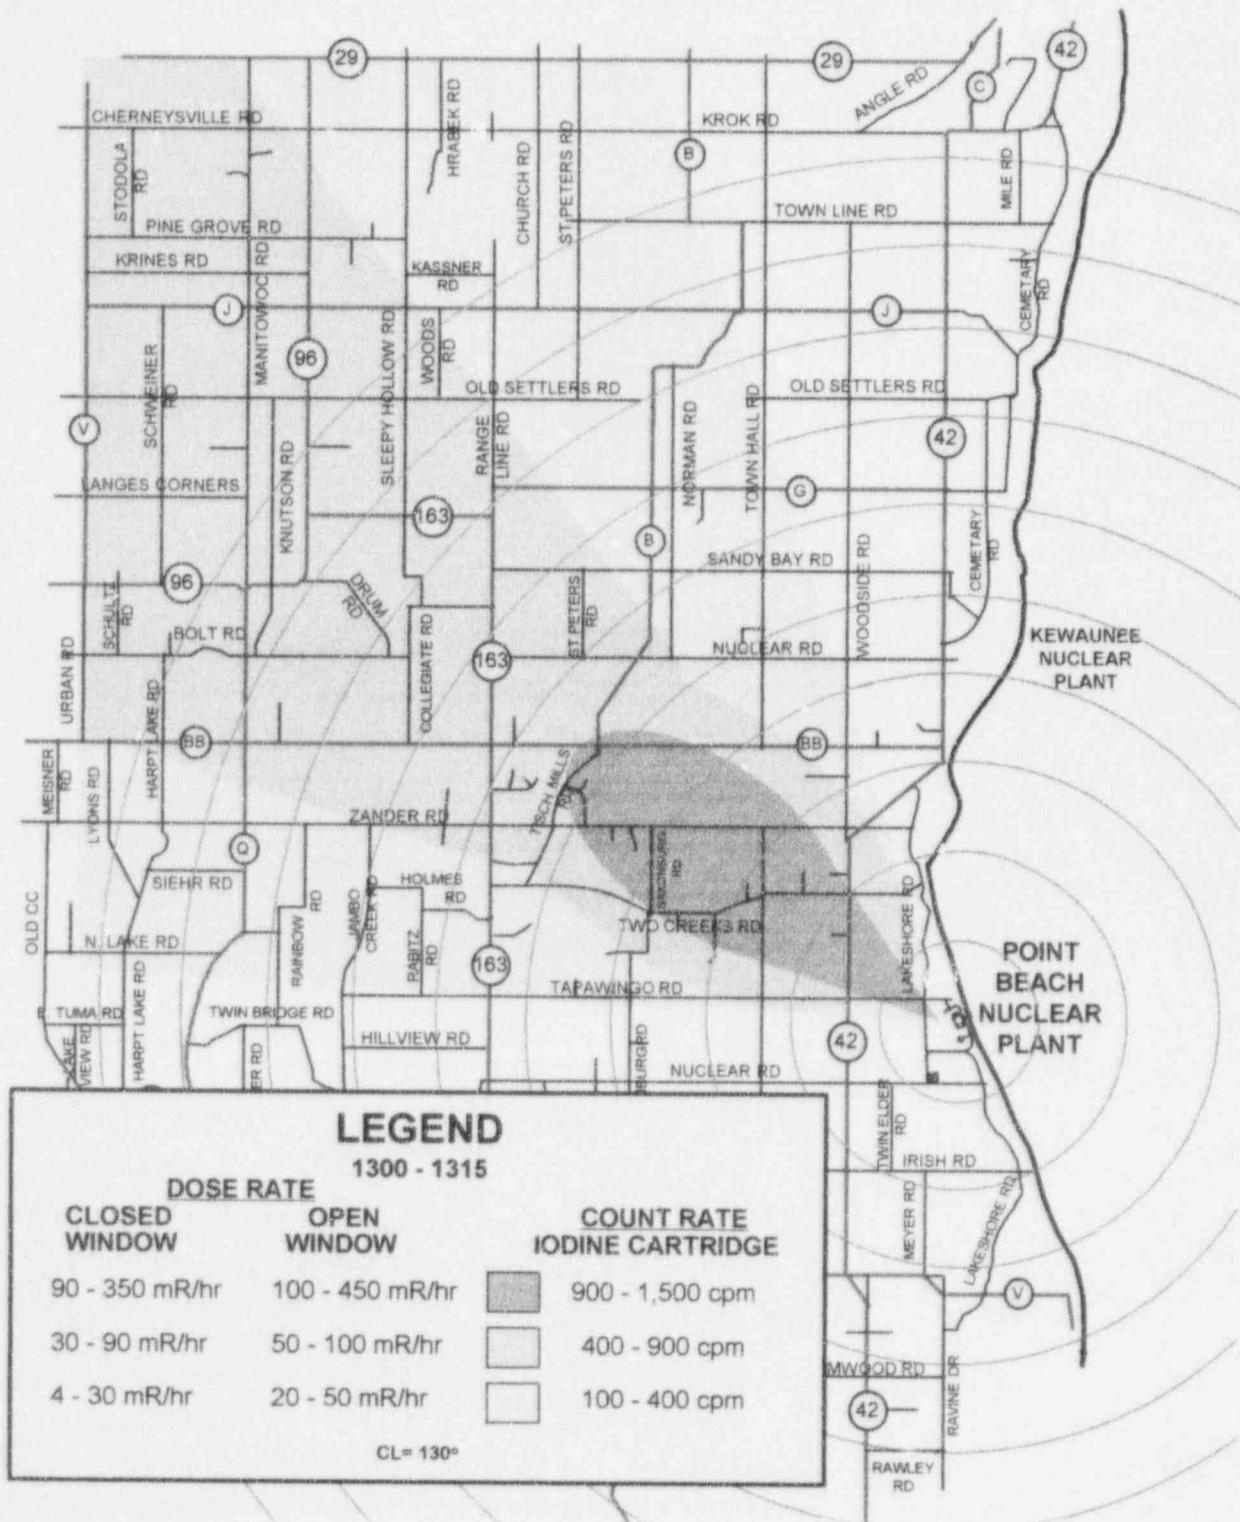 29
29
42
C
ANGLE RD
CHERNEYSVILLE RD
HRABEK RD
KROK RD
STODOLA
RD
CHURCH RD
ST. PETERS RD
B
MILE RD
PINE GROVE RD
TOWN LINE RD
KRINES RD
MANITOWOC RD
KASSNER
RD
CEMETARY
RD
J
J
SCHWEINER
RD
96
SLEEPY HOLLOW RD
WOODS
RD
OLD SETTLERS RD
OLD SETTLERS RD
V
KNUTSON RD
RANGE
LINE RD
NORMAN RD
TOWN HALL RD
42
LANGES CORNERS
163
G
B
SANDY BAY RD
WOODSIDE RD
CEMETARY
RD
96
SCHULTZ
RD
DRUM
RD
ST. PETERS
RD
BOLT RD
COLLEGIATE RD
163
NUCLEAR RD
KEWAUNEE
NUCLEAR
PLANT
URBAN RD
HARPT LAKE RD
BB
BB
MEISNER
RD
LYONS RD
TISCH MILLS
RD
ZANDER RD
Q
SIEHR RD
HOLMES
RD
RD
OLD CC
N. LAKE RD
RAINBOW
RD
JAMBO
CREEK RD
RABITZ
RD
163
TWO CREEKS RD
LAKESHORE RD
POINT
BEACH
NUCLEAR
PLANT
TAPAWINGO RD
E. TUMA RD
HARPT LAKE RD
TWIN BRIDGE RD
HILLVIEW RD
42
LAKE
VIEW RD
ER RD
BURG RD
NUCLEAR RD
TWIN ELDER
RD
IRISH RD
MEYER RD
LAKESHORE RD
V
MWOOD RD
42
RAVINE DR
RAWLEY
RD
LEGEND
1300 - 1315
DOSE RATE
CLOSED
WINDOW
OPEN
WINDOW
COUNT RATE
IODINE CARTRIDGE
90 - 350 mR/hr 100 - 450 mR/hr 900 - 1,500 cpm
30 - 90 mR/hr 50 - 100 mR/hr 400 - 900 cpm
4 - 30 mR/hr 20 - 50 mR/hr 100 - 400 cpm
CL= 130°